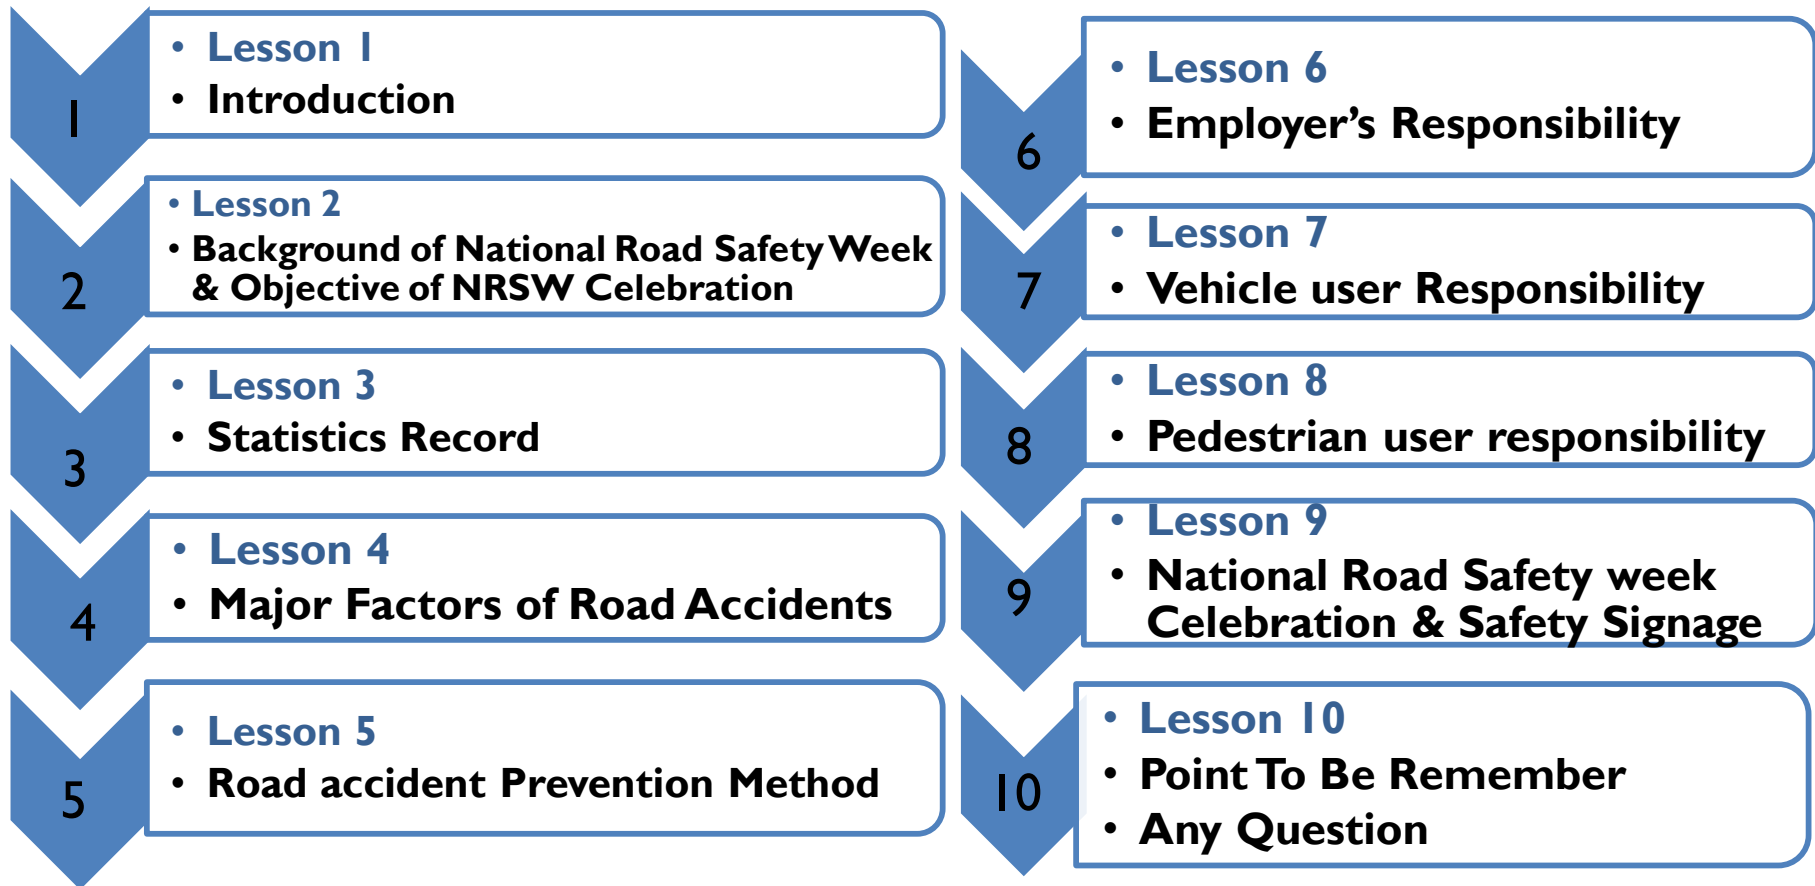 1
• Lesson 1
• Introduction
2
• Lesson 2
• Background of National Road Safety Week
& Objective of NRSW Celebration
3
• Lesson 3
• Statistics Record
4
• Lesson 4
• Major Factors of Road Accidents
5
• Lesson 5
• Road accident Prevention Method
6
• Lesson 6
• Employer’s Responsibility
7
• Lesson 7
• Vehicle user Responsibility
8
• Lesson 8
• Pedestrian user responsibility
9
• Lesson 9
• National Road Safety week
Celebration & Safety Signage
10
• Lesson 10
• Point To Be Remember
• Any Question